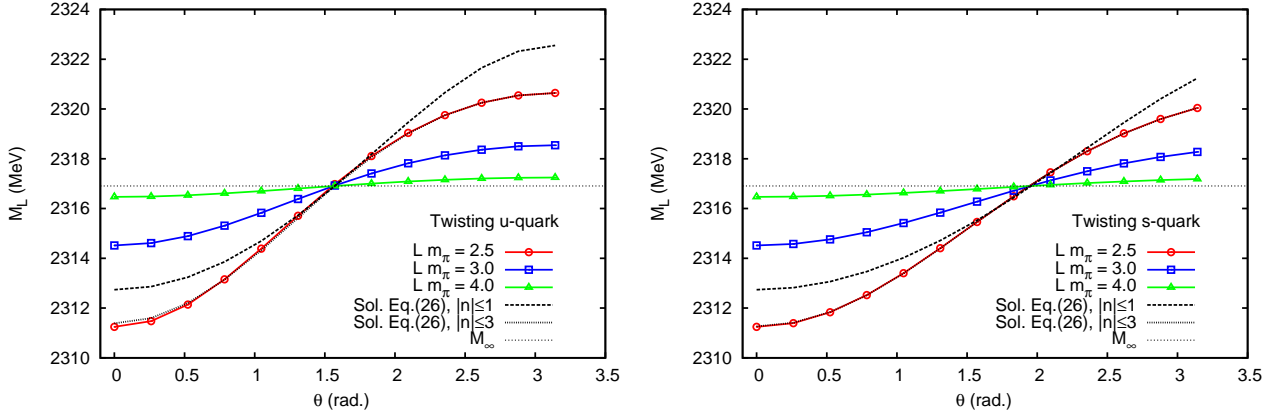 2324
2322
2320
2318
2316
2314
2312
2310
M_L (MeV)
0
0.5
1
1.5
2
2.5
3
3.5
θ (rad.)
Twisting u-quark
L m_π = 2.5
L m_π = 3.0
L m_π = 4.0
Sol. Eq.(26), |n|≤1
Sol. Eq.(26), |n|≤3
M_∞
2324
2322
2320
2318
2316
2314
2312
2310
M_L (MeV)
0
0.5
1
1.5
2
2.5
3
3.5
θ (rad.)
Twisting s-quark
L m_π = 2.5
L m_π = 3.0
L m_π = 4.0
Sol. Eq.(26), |n|≤1
Sol. Eq.(26), |n|≤3
M_∞